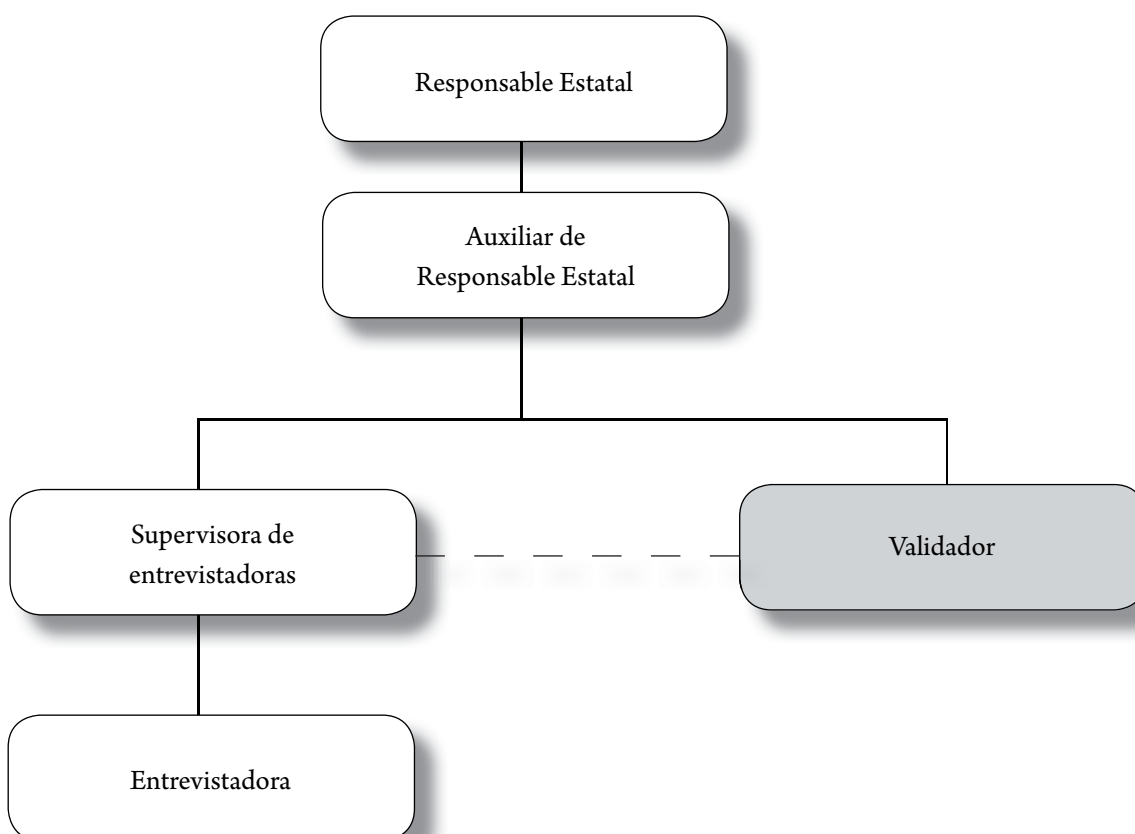 Responsable Estatal
Auxiliar de
Responsable Estatal
Supervisora de
entrevistadoras
Validador
Entrevistadora